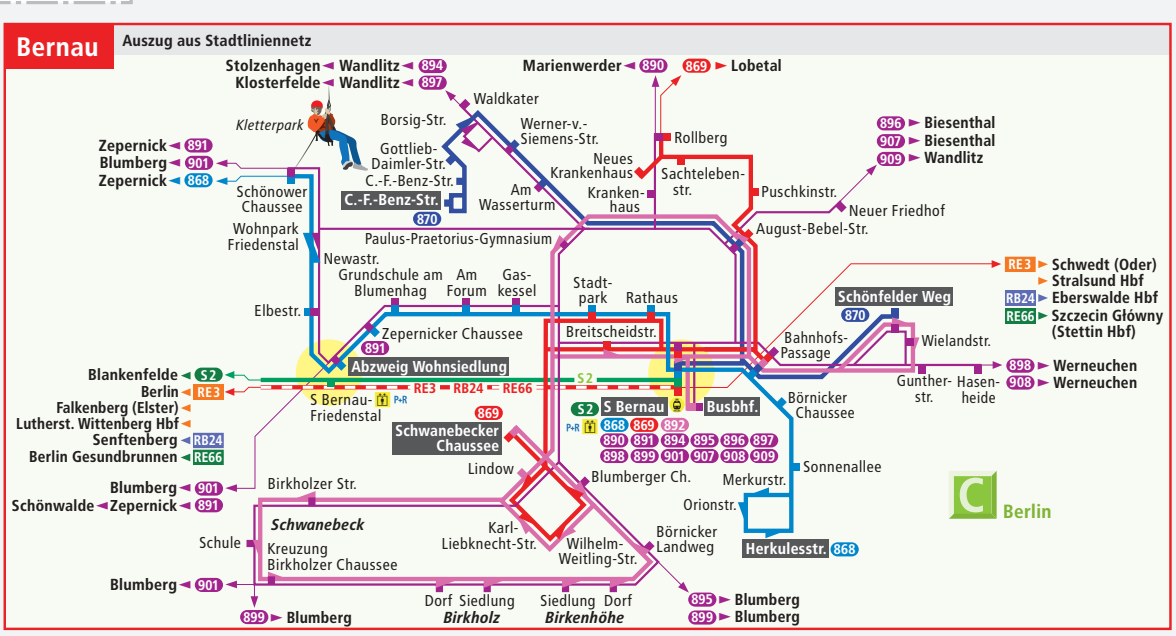 Bernau
Auszug aus Stadtliniennetz
Stolzenhagen Wandlitz 894
Klosterfelde Wandlitz 897
Marienwerder 890
869 Lobetal
Waldkater
Kletterpark
Borsig-Str.
Werner-v.-
Siemens-Str.
Rollberg
896 Biesenthal
907 Biesenthal
909 Wandlitz
Zepernick 891
Blumberg 901
Zepernick 868
Gottlieb-
Daimler-Str.
C.-F.-Benz-Str.
C.-F.-Benz-Str.
870
Neues
Krankenhaus
Sachteleben-
str.
Schönower
Chaussee
Am
Wasserturm
Kranken-
haus
Puschkinstr.
Neuer Friedhof
Wohnpark
Friedenstal
Paulus-Praetorius-Gymnasium
August-Bebel-Str.
Newastr.
Grundschule am
Blumenhag
Am
Forum
Gas-
kessel
Stadt-
park
Rathaus
RE3 Schwedt (Oder)
Stralsund Hbf
RB24 Eberswalde Hbf
RE66 Szczecin Główny
(Stettin Hbf)
Schönfelder Weg
870
Elbestr.
Zepernicker Chaussee
Breitscheidstr.
Bahnhofs-
Passage
Wielandstr.
891
Abzweig Wohnsiedlung
898 Werneuchen
908 Werneuchen
Gunther-
str.
Hasen-
heide
Blankenfelde S2
Berlin RE3
Falkenberg (Elster)
Lutherst. Wittenberg Hbf
Senftenberg RB24
Berlin Gesundbrunnen RE66
S2
RE3 RB24 RE66
S Bernau-
Friedenstal
P+R
869
Schwanebecker
Chaussee
S2 S Bernau
Busbhf.
P+R 868 869 892
890 891 894 895 896 897
898 899 901 907 908 909
Börnicker
Chaussee
Lindow
Blumberger Ch.
Sonnenallee
Merkurstr.
Orionstr.
Herkulesstr. 868
Blumberg 901
Schönwalde Zepernick 891
Birkholzer Str.
Schwanebeck
Schule
Kreuzung
Birkholzer Chaussee
Karl-
Liebknecht-Str.
Wilhelm-
Weitling-Str.
Börnicker
Landweg
C Berlin
Blumberg 901
899 Blumberg
Dorf Siedlung
Birkholz
Siedlung Dorf
Birkenhöhe
895 Blumberg
899 Blumberg